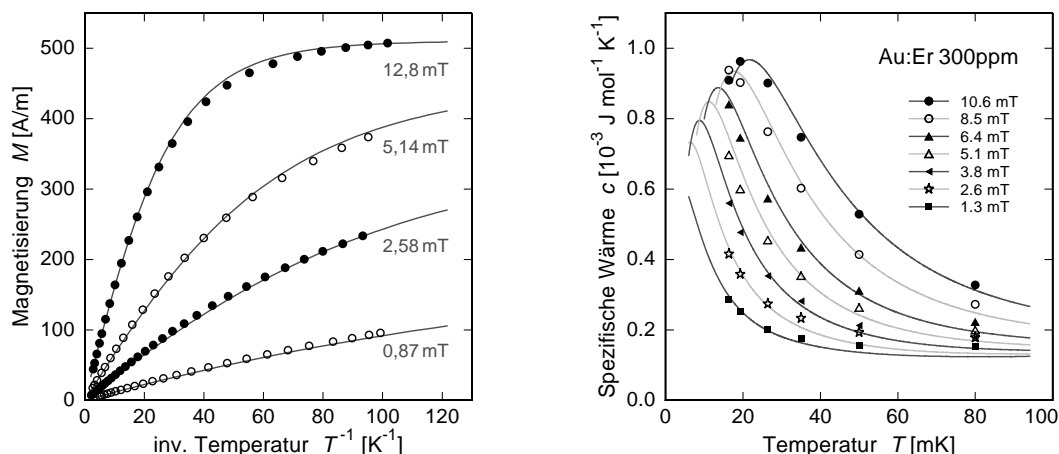 Magnetisierung M [A/m]
500
400
300
200
100
0
12,8 mT
5,14 mT
2,58 mT
0,87 mT
0 20 40 60 80 100 120
inv. Temperatur T⁻¹ [K⁻¹]
Spezifische Wärme c [10⁻³ J mol⁻¹ K⁻¹]
1.0
0.8
0.6
0.4
0.2
0.0
Au:Er 300ppm
10.6 mT
8.5 mT
6.4 mT
5.1 mT
3.8 mT
2.6 mT
1.3 mT
0 20 40 60 80 100
Temperatur T [mK]